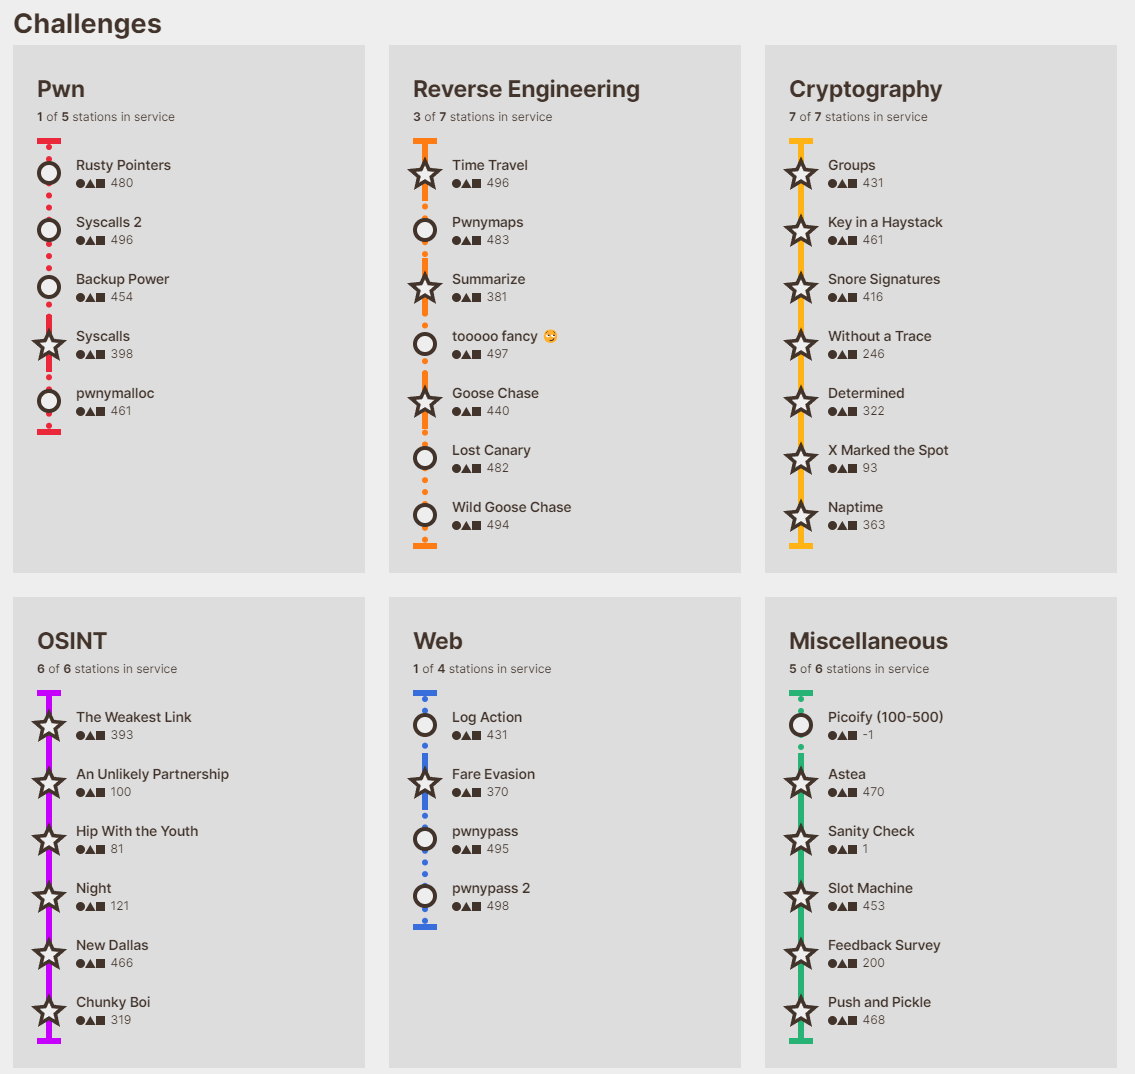 Challenges
Pwn
1 of 5 stations in service
Rusty Pointers
480
Syscalls 2
496
Backup Power
454
Syscalls
398
pwnymalloc
461
Reverse Engineering
3 of 7 stations in service
Time Travel
496
Pwnymaps
483
Summarize
381
tooooo fancy 🧐
497
Goose Chase
440
Lost Canary
482
Wild Goose Chase
494
Cryptography
7 of 7 stations in service
Groups
431
Key in a Haystack
461
Snore Signatures
416
Without a Trace
246
Determined
322
X Marked the Spot
93
Naptime
363
OSINT
6 of 6 stations in service
The Weakest Link
393
An Unlikely Partnership
100
Hip With the Youth
81
Night
121
New Dallas
466
Chunky Boi
319
Web
1 of 4 stations in service
Log Action
431
Fare Evasion
370
pwnypass
495
pwnypass 2
498
Miscellaneous
5 of 6 stations in service
Picoify (100-500)
-1
Astea
470
Sanity Check
1
Slot Machine
453
Feedback Survey
200
Push and Pickle
468